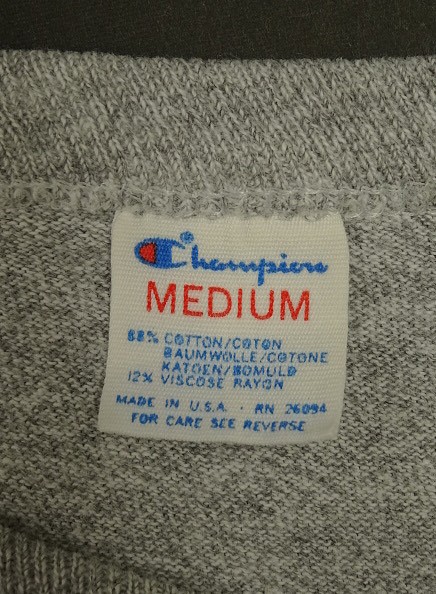 Champion
MEDIUM
88% COTTON/COTON
BAUMWOLLE/COTONE
KATOEN/BOMULD
12% VISCOSE RAYON
MADE IN U.S.A. · RN 26094
FOR CARE SEE REVERSE